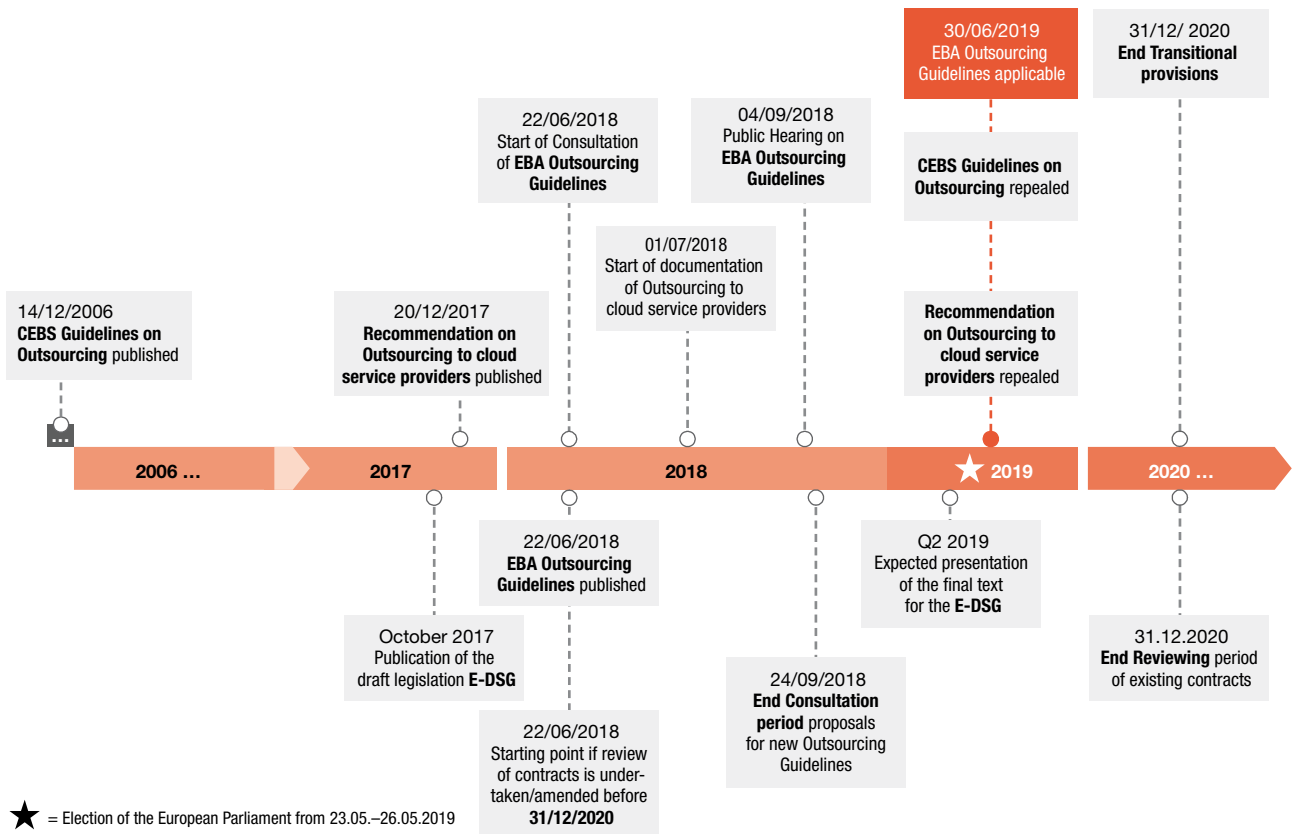 30/06/2019
EBA Outsourcing
Guidelines applicable
31/12/ 2020
End Transitional
provisions
22/06/2018
Start of Consultation
of EBA Outsourcing
Guidelines
04/09/2018
Public Hearing on
EBA Outsourcing
Guidelines
CEBS Guidelines on
Outsourcing repealed
01/07/2018
Start of documentation
of Outsourcing to
cloud service providers
14/12/2006
CEBS Guidelines on
Outsourcing published
20/12/2017
Recommendation on
Outsourcing to cloud
service providers published
Recommendation
on Outsourcing to
cloud service
providers repealed
...
2006 ...
2017
2018
2019
2020 ...
22/06/2018
EBA Outsourcing
Guidelines published
Q2 2019
Expected presentation
of the final text
for the E-DSG
October 2017
Publication of the
draft legislation E-DSG
31.12.2020
End Reviewing period
of existing contracts
24/09/2018
End Consultation
period proposals
for new Outsourcing
Guidelines
22/06/2018
Starting point if review
of contracts is under-
taken/amended before
31/12/2020
= Election of the European Parliament from 23.05.–26.05.2019